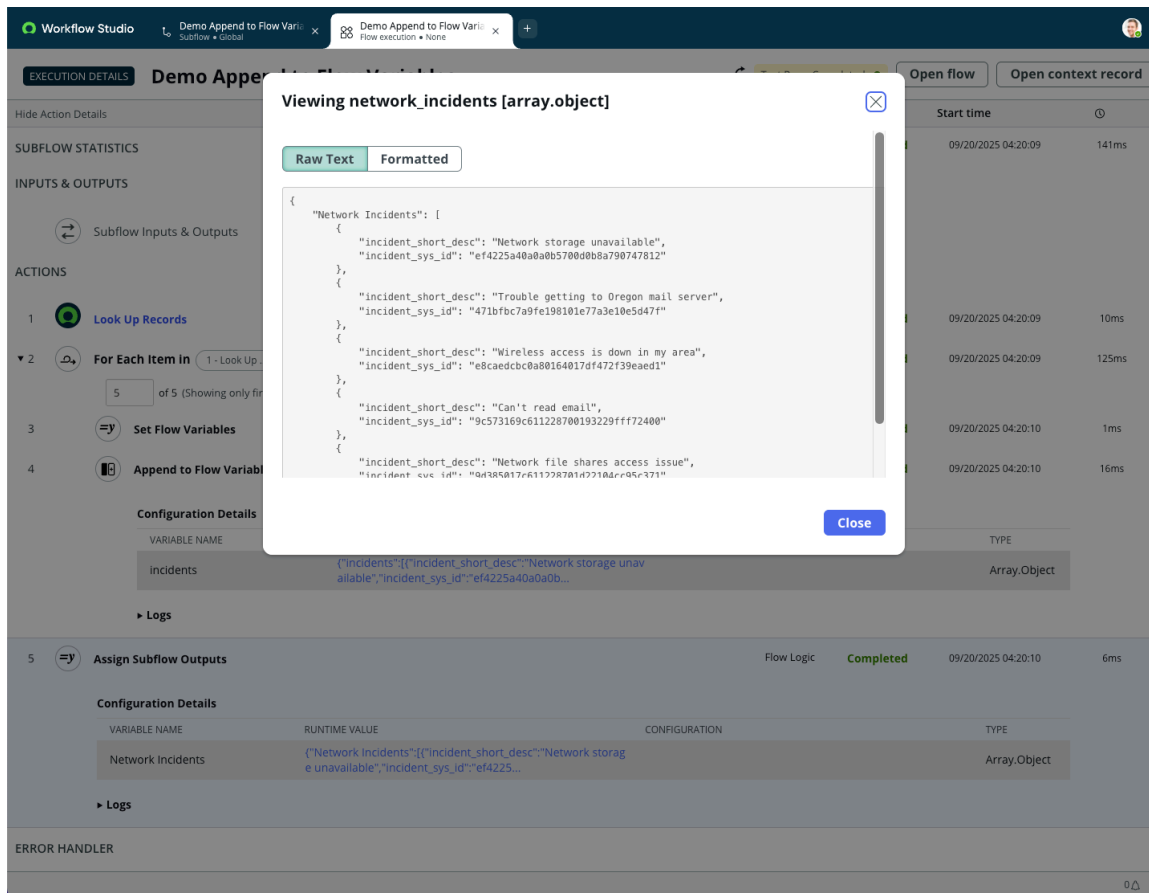 Workflow Studio
Demo Append to Flow Varia
Subflow • Global
Demo Append to Flow Varia
Flow execution • None
EXECUTION DETAILS
Demo Appen
Open flow
Open context record
Hide Action Details
Start time
SUBFLOW STATISTICS
09/20/2025 04:20:09
141ms
INPUTS & OUTPUTS
Subflow Inputs & Outputs
ACTIONS
1
Look Up Records
09/20/2025 04:20:09
10ms
2
For Each Item in
1 - Look Up
09/20/2025 04:20:09
125ms
5
of 5 (Showing only fir
3
Set Flow Variables
09/20/2025 04:20:10
1ms
4
Append to Flow Variabl
09/20/2025 04:20:10
16ms
Viewing network_incidents [array.object]
Raw Text
Formatted
{
"Network Incidents": [
{
"incident_short_desc": "Network storage unavailable",
"incident_sys_id": "ef4225a40a0a0b5700d0b8a790747812"
},
{
"incident_short_desc": "Trouble getting to Oregon mail server",
"incident_sys_id": "471bfbc7a9fe198101e77a3e10e5d47f"
},
{
"incident_short_desc": "Wireless access is down in my area",
"incident_sys_id": "e8caedcbc0a80164017df472f39eaed1"
},
{
"incident_short_desc": "Can't read email",
"incident_sys_id": "9c573169c611228700193229fff72400"
},
{
"incident_short_desc": "Network file shares access issue",
"incident_sys_id": "9d385017c611228701d22104cc95c371"
Close
Configuration Details
VARIABLE NAME
TYPE
incidents
{"incidents":[{"incident_short_desc":"Network storage unav
ailable","incident_sys_id":"ef4225a40a0a0b...
Array.Object
Logs
5
Assign Subflow Outputs
Flow Logic
Completed
09/20/2025 04:20:10
6ms
Configuration Details
VARIABLE NAME
RUNTIME VALUE
CONFIGURATION
TYPE
Network Incidents
{"Network Incidents":[{"incident_short_desc":"Network storag
e unavailable","incident_sys_id":"ef4225...
Array.Object
Logs
ERROR HANDLER
0